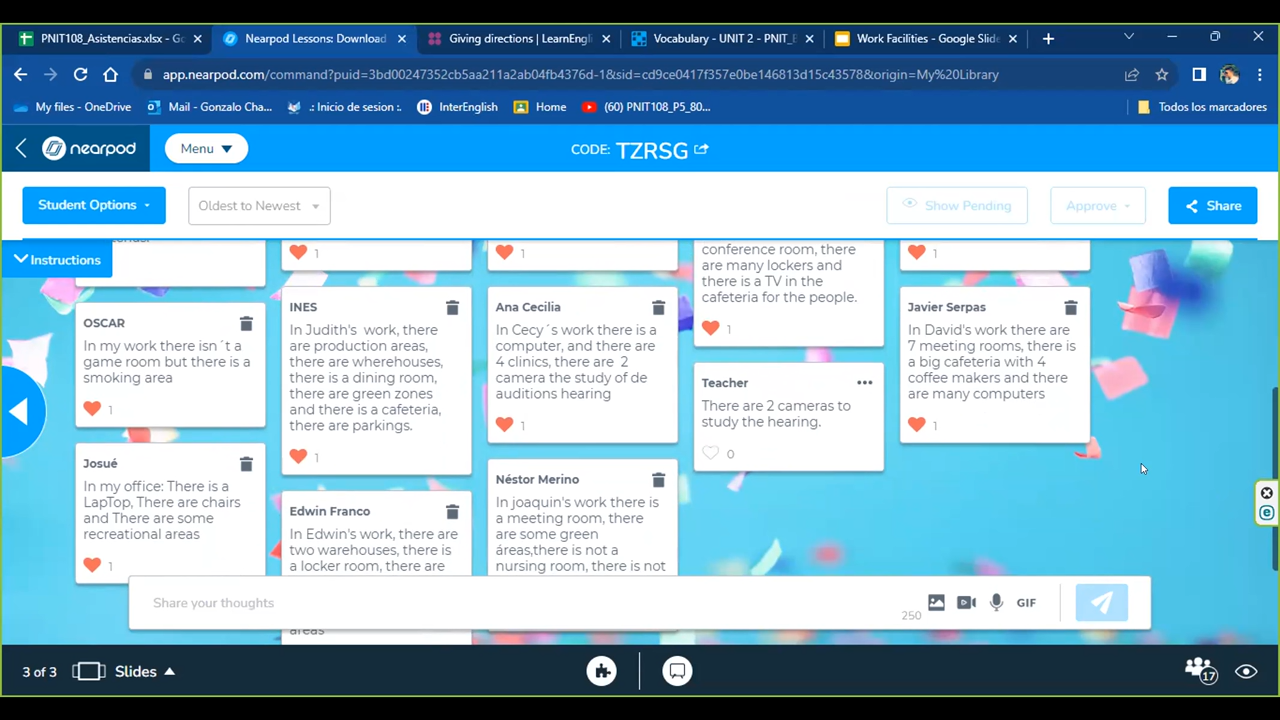 PNIT108_Asistencias.xlsx - Go
Nearpod Lessons: Download
Giving directions | LearnEngli
Vocabulary - UNIT 2 - PNIT_E
Work Facilities - Google Slide
app.nearpod.com/command?puid=3bd00247352cb5aa211a2ab04fb4376d-1&sid=cd9ce0417f357e0be146813d15c43578&origin=My%20Library
My files - OneDrive
Mail - Gonzalo Cha...
.: Inicio de sesion :.
InterEnglish
Home
(60) PNIT108_P5_80...
Todos los marcadores
nearpod
Menu
CODE: TZRSG
Student Options
Oldest to Newest
Show Pending
Approve
Share
Instructions
OSCAR
In my work there isn´t a
game room but there is a
smoking area
1
Josué
In my office: There is a
LapTop, There are chairs
and There are some
recreational areas
1
1
INES
In Judith's work, there
are production areas,
there are wherehouses,
there is a dining room,
there are green zones
and there is a cafeteria,
there are parkings.
1
Edwin Franco
In Edwin's work, there are
two warehouses, there is
a locker room, there are
areas
1
Ana Cecilia
In Cecy´s work there is a
computer, and there are
4 clinics, there are 2
camera the study of de
auditions hearing
1
Néstor Merino
In joaquin's work there is
a meeting room, there
are some green
áreas,there is not a
nursing room, there is not
conference room, there
are many lockers and
there is a TV in the
cafeteria for the people.
1
Teacher
There are 2 cameras to
study the hearing.
0
1
Javier Serpas
In David's work there are
7 meeting rooms, there is
a big cafeteria with 4
coffee makers and there
are many computers
1
Share your thoughts
250
GIF
3 of 3
Slides
17